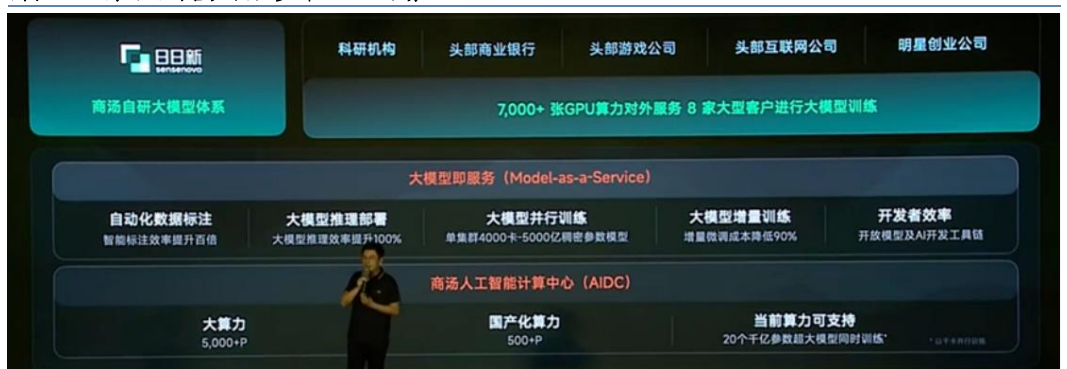 日日新
sensenova
商汤自研大模型体系
科研机构 头部商业银行 头部游戏公司 头部互联网公司 明星创业公司
7,000+ 张GPU算力对外服务 8 家大型客户进行大模型训练
大模型即服务（Model-as-a-Service）
自动化数据标注 大模型推理部署 大模型并行训练 大模型增量训练 开发者效率
智能标注效率提升百倍 大模型推理效率提升100% 单集群4000卡-5000亿稠密参数模型 增量微调成本降低90% 开放模型及AI开发工具链
商汤人工智能计算中心（AIDC）
大算力 国产化算力 当前算力可支持
5,000+P 500+P 20个千亿参数超大模型同时训练*
* 以千卡并行训练